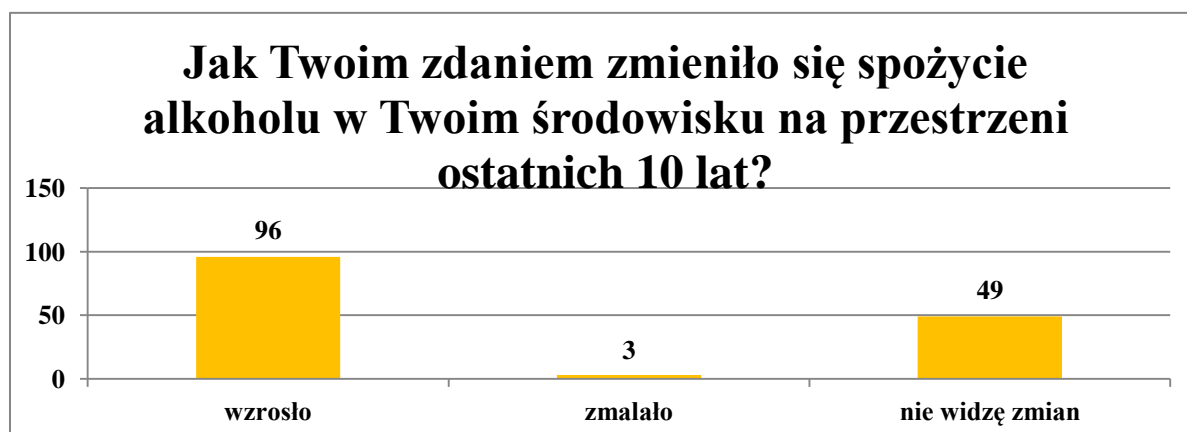 Jak Twoim zdaniem zmieniło się spożycie
alkoholu w Twoim środowisku na przestrzeni
ostatnich 10 lat?
150
100
50
0
96
3
49
wzrosło
zmalało
nie widzę zmian